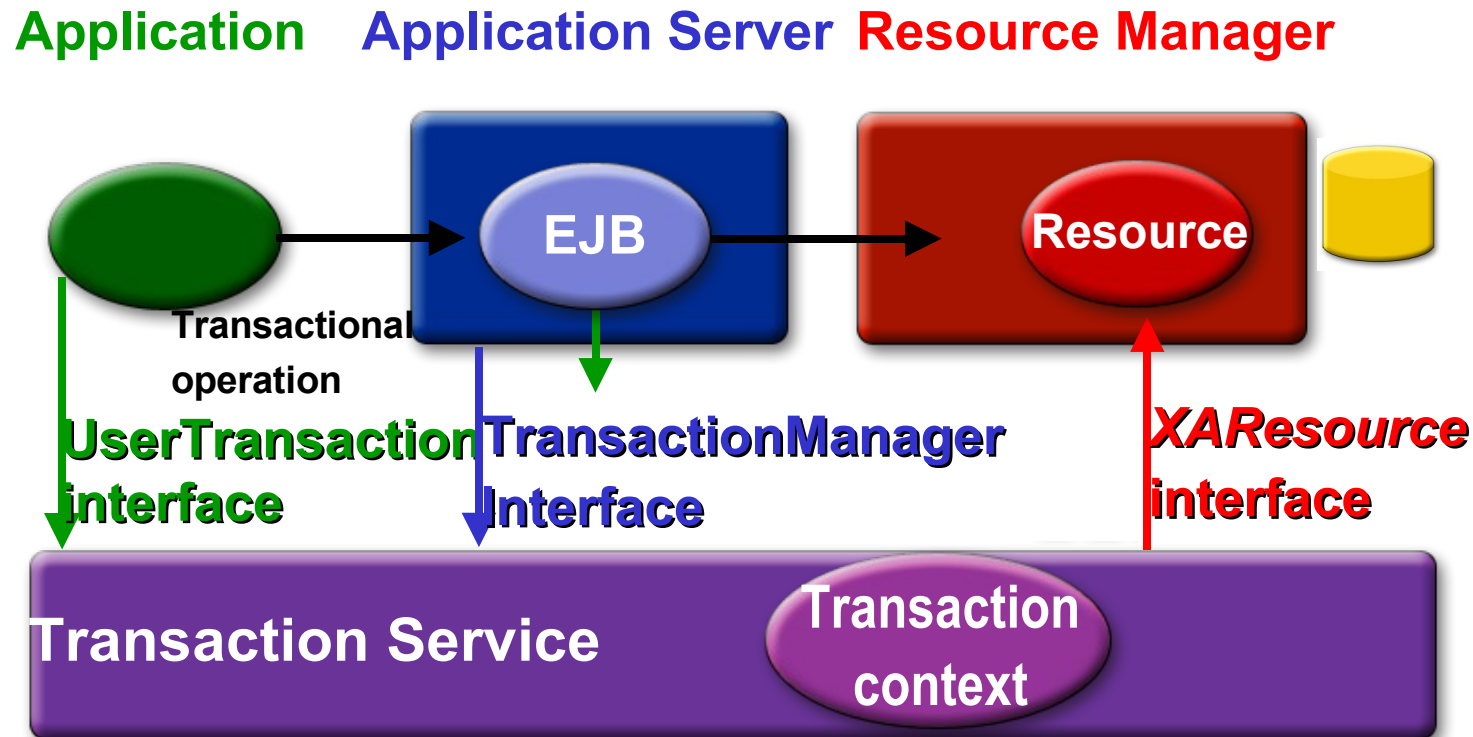 Application
Application Server
Resource Manager
EJB
Resource
Transactional
operation
UserTransaction
interface
TransactionManager
Interface
XAResource
interface
Transaction Service
Transaction
context